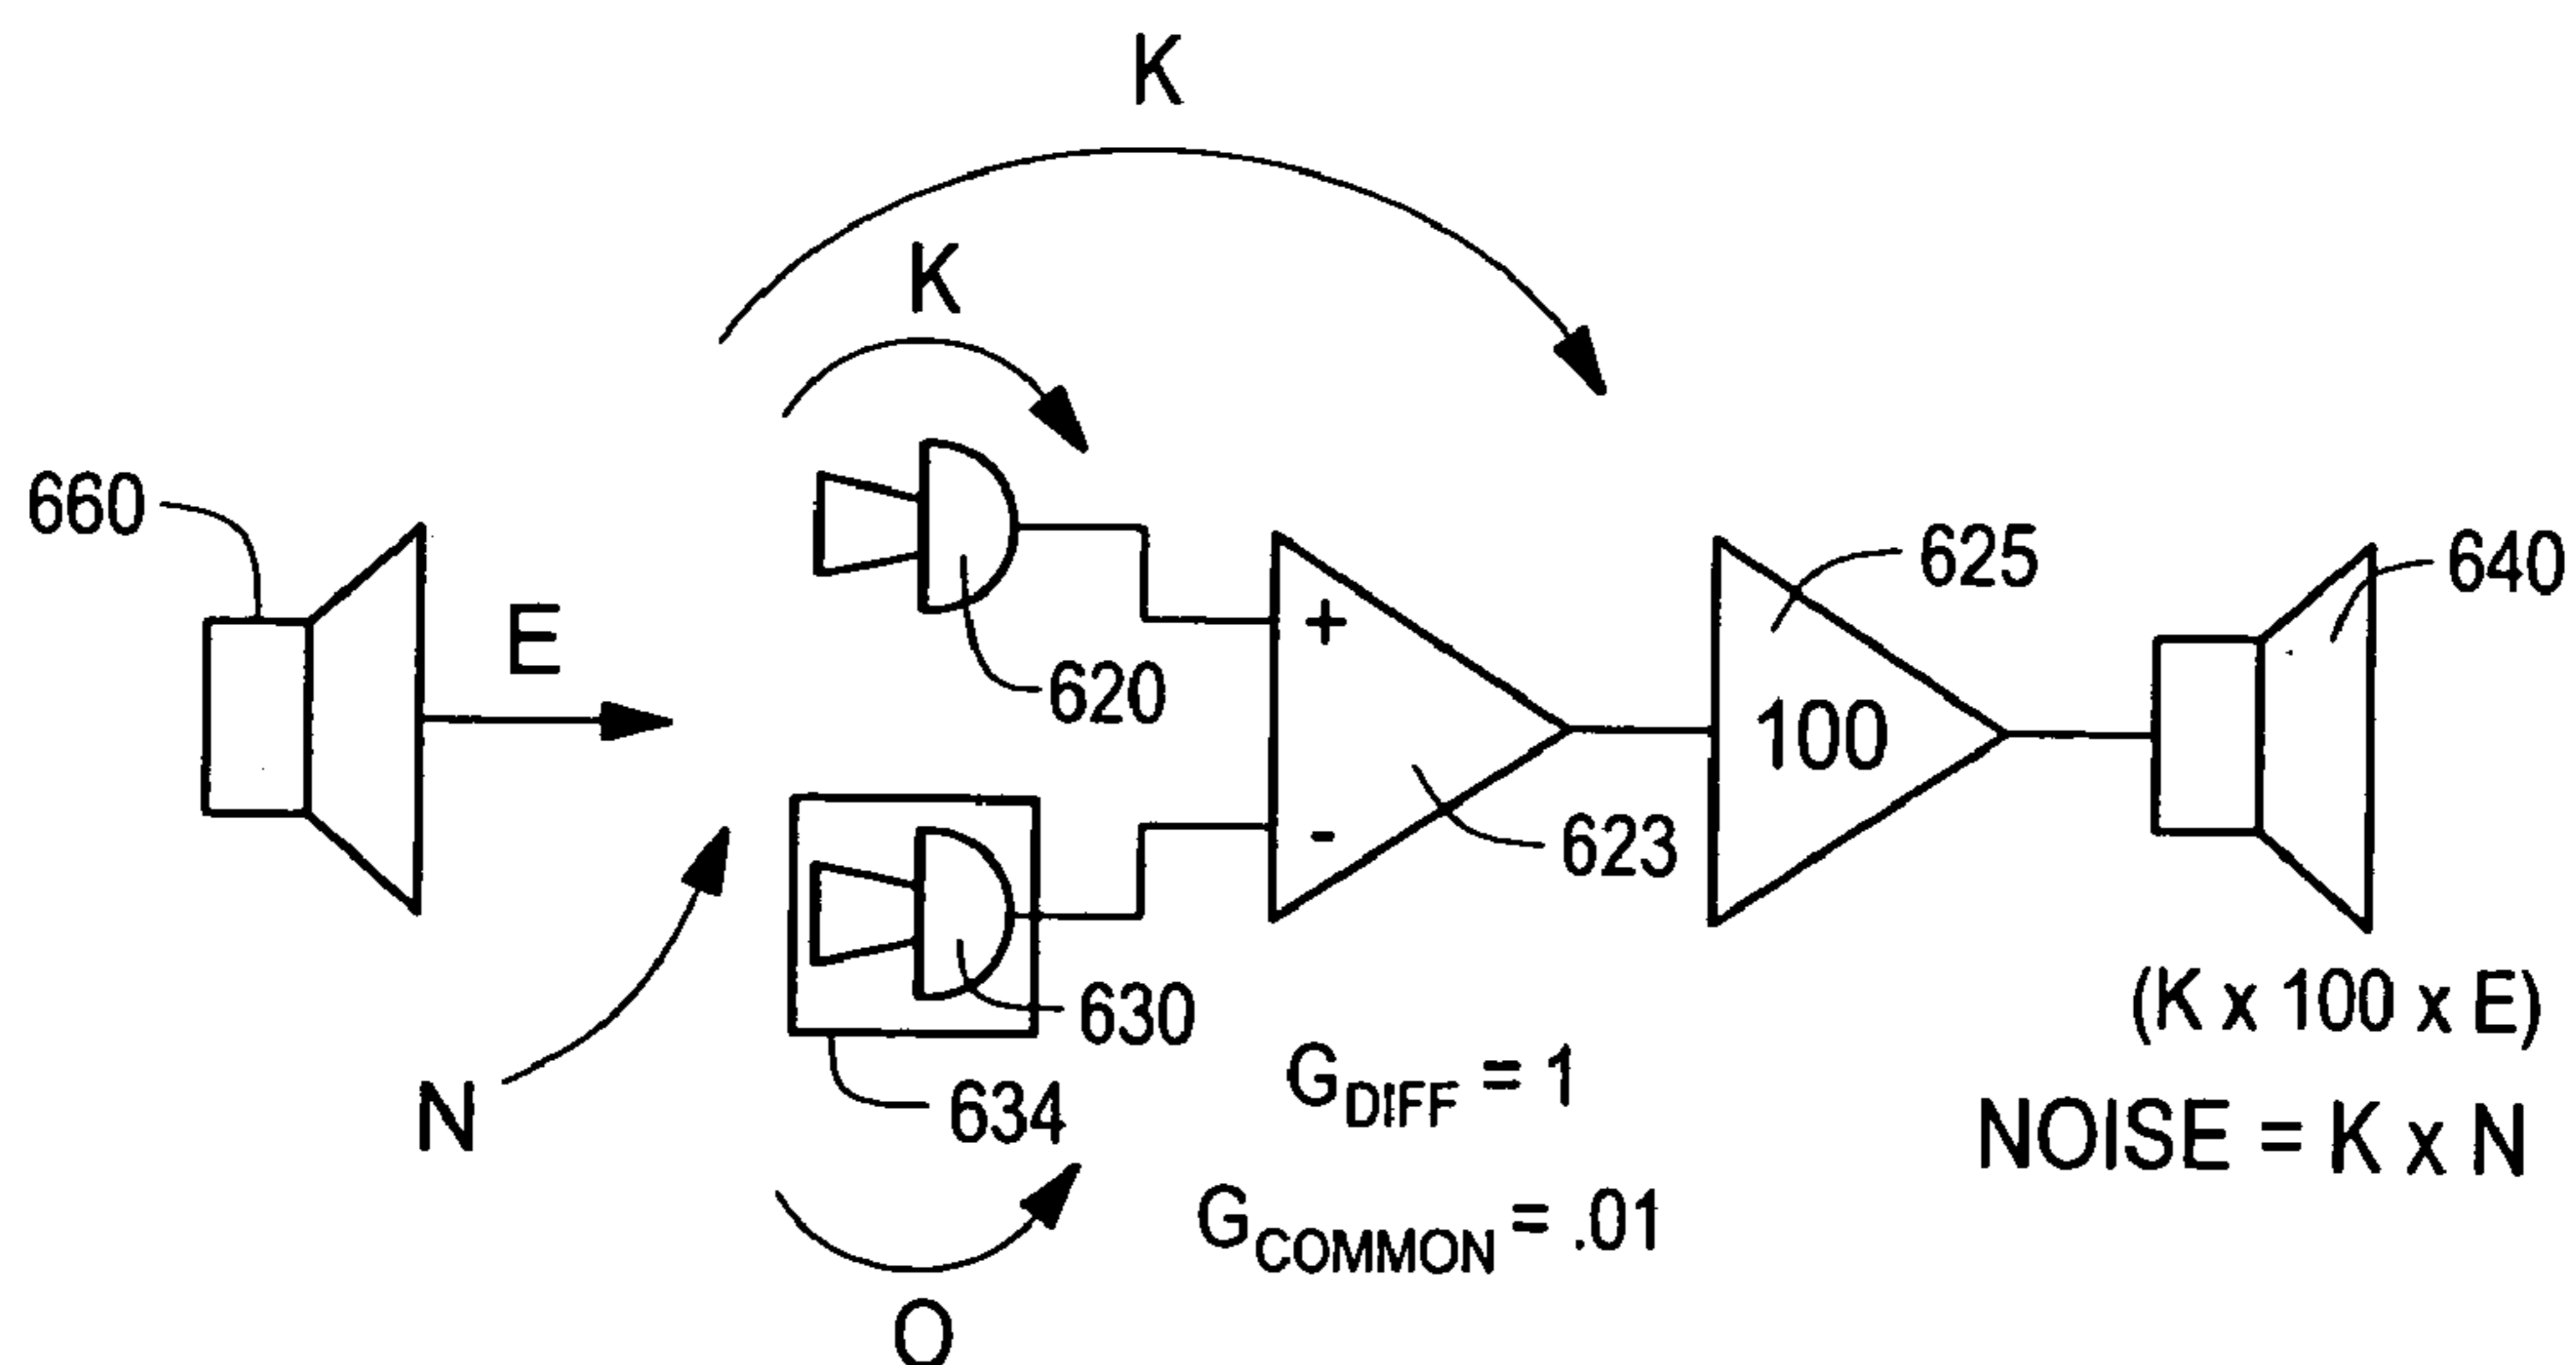 K
K
660
E
620
+
-
625
100
640
623
630
634
N
O
G_DIFF = 1
G_COMMON = .01
(K x 100 x E)
NOISE = K x N